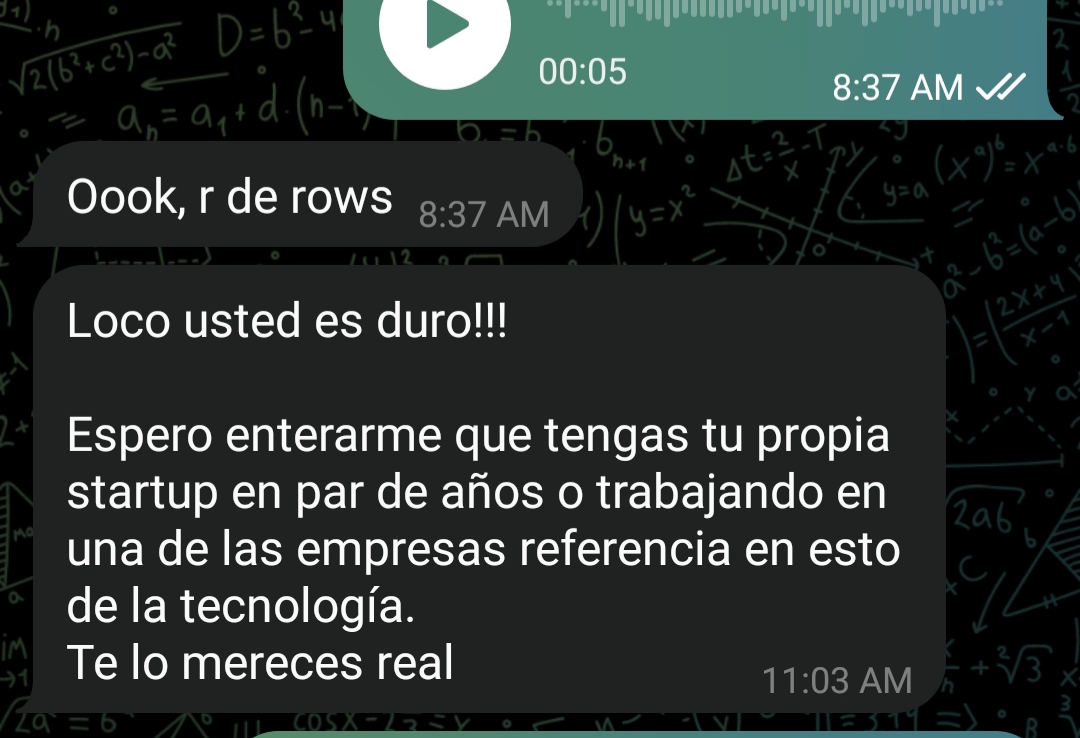 00:05
8:37 AM
Oook, r de rows
8:37 AM
Loco usted es duro!!!
Espero enterarme que tengas tu propia
startup en par de años o trabajando en
una de las empresas referencia en esto
de la tecnología.
Te lo mereces real
11:03 AM